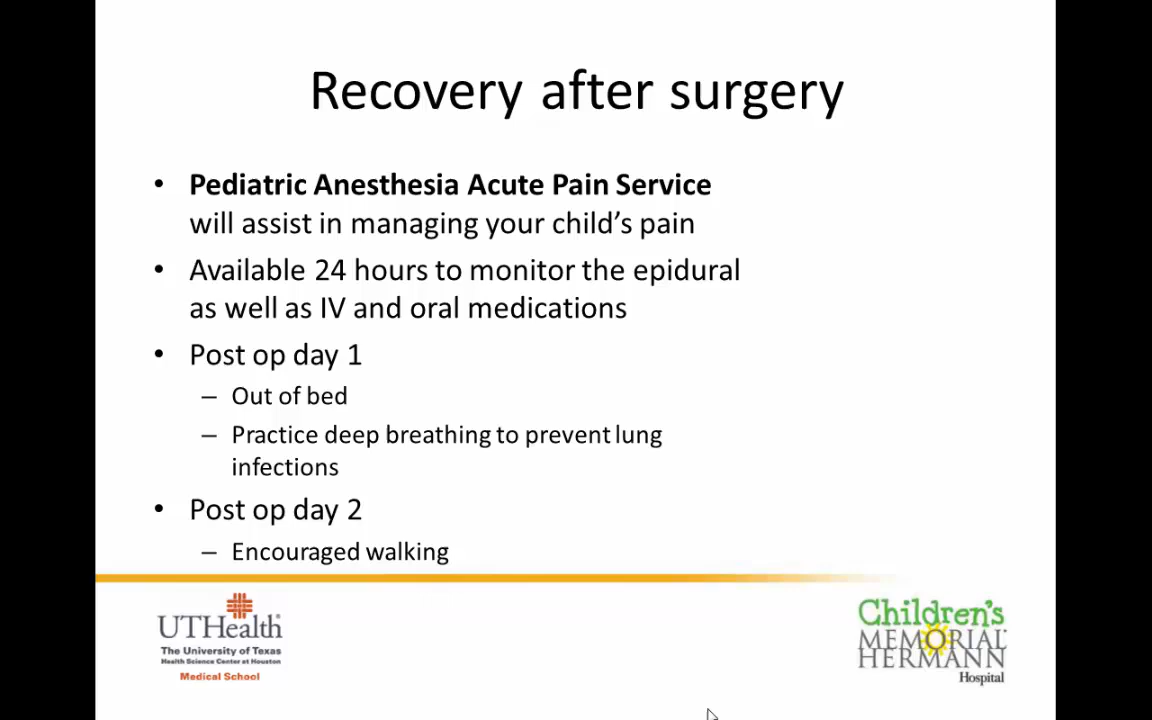 Recovery after surgery
• Pediatric Anesthesia Acute Pain Service
will assist in managing your child’s pain
• Available 24 hours to monitor the epidural
as well as IV and oral medications
• Post op day 1
– Out of bed
– Practice deep breathing to prevent lung
infections
• Post op day 2
– Encouraged walking
UTHealth
The University of Texas
Health Science Center at Houston
Medical School
Children's
MEMORIAL
HERMANN
Hospital